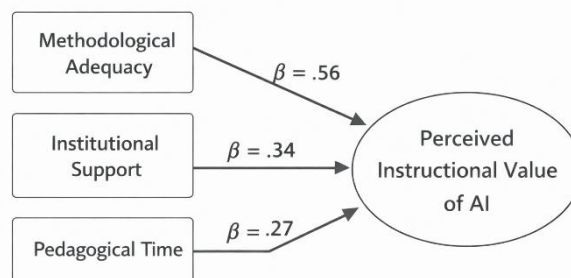 Methodological
Adequacy
β = .56
Institutional
Support
β = .34
Pedagogical Time
β = .27
Perceived
Instructional Value
of AI